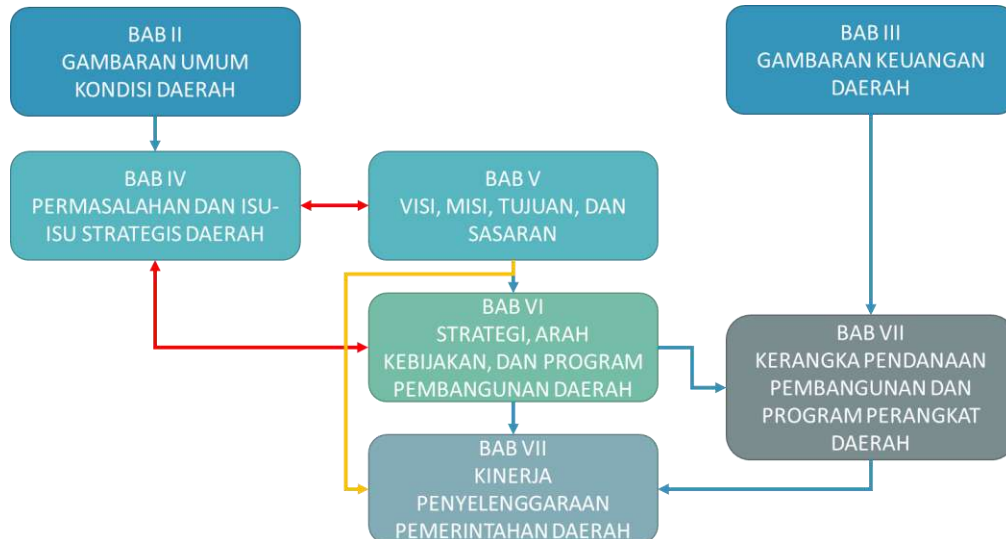 BAB II
GAMBARAN UMUM
KONDISI DAERAH
BAB III
GAMBARAN KEUANGAN
DAERAH
BAB IV
PERMASALAHAN DAN ISU-
ISU STRATEGIS DAERAH
BAB V
VISI, MISI, TUJUAN, DAN
SASARAN
BAB VI
STRATEGI, ARAH
KEBIJAKAN, DAN PROGRAM
PEMBANGUNAN DAERAH
BAB VII
KERANGKA PENDANAAN
PEMBANGUNAN DAN
PROGRAM PERANGKAT
DAERAH
BAB VII
KINERJA
PENYELENGGARAAN
PEMERINTAHAN DAERAH